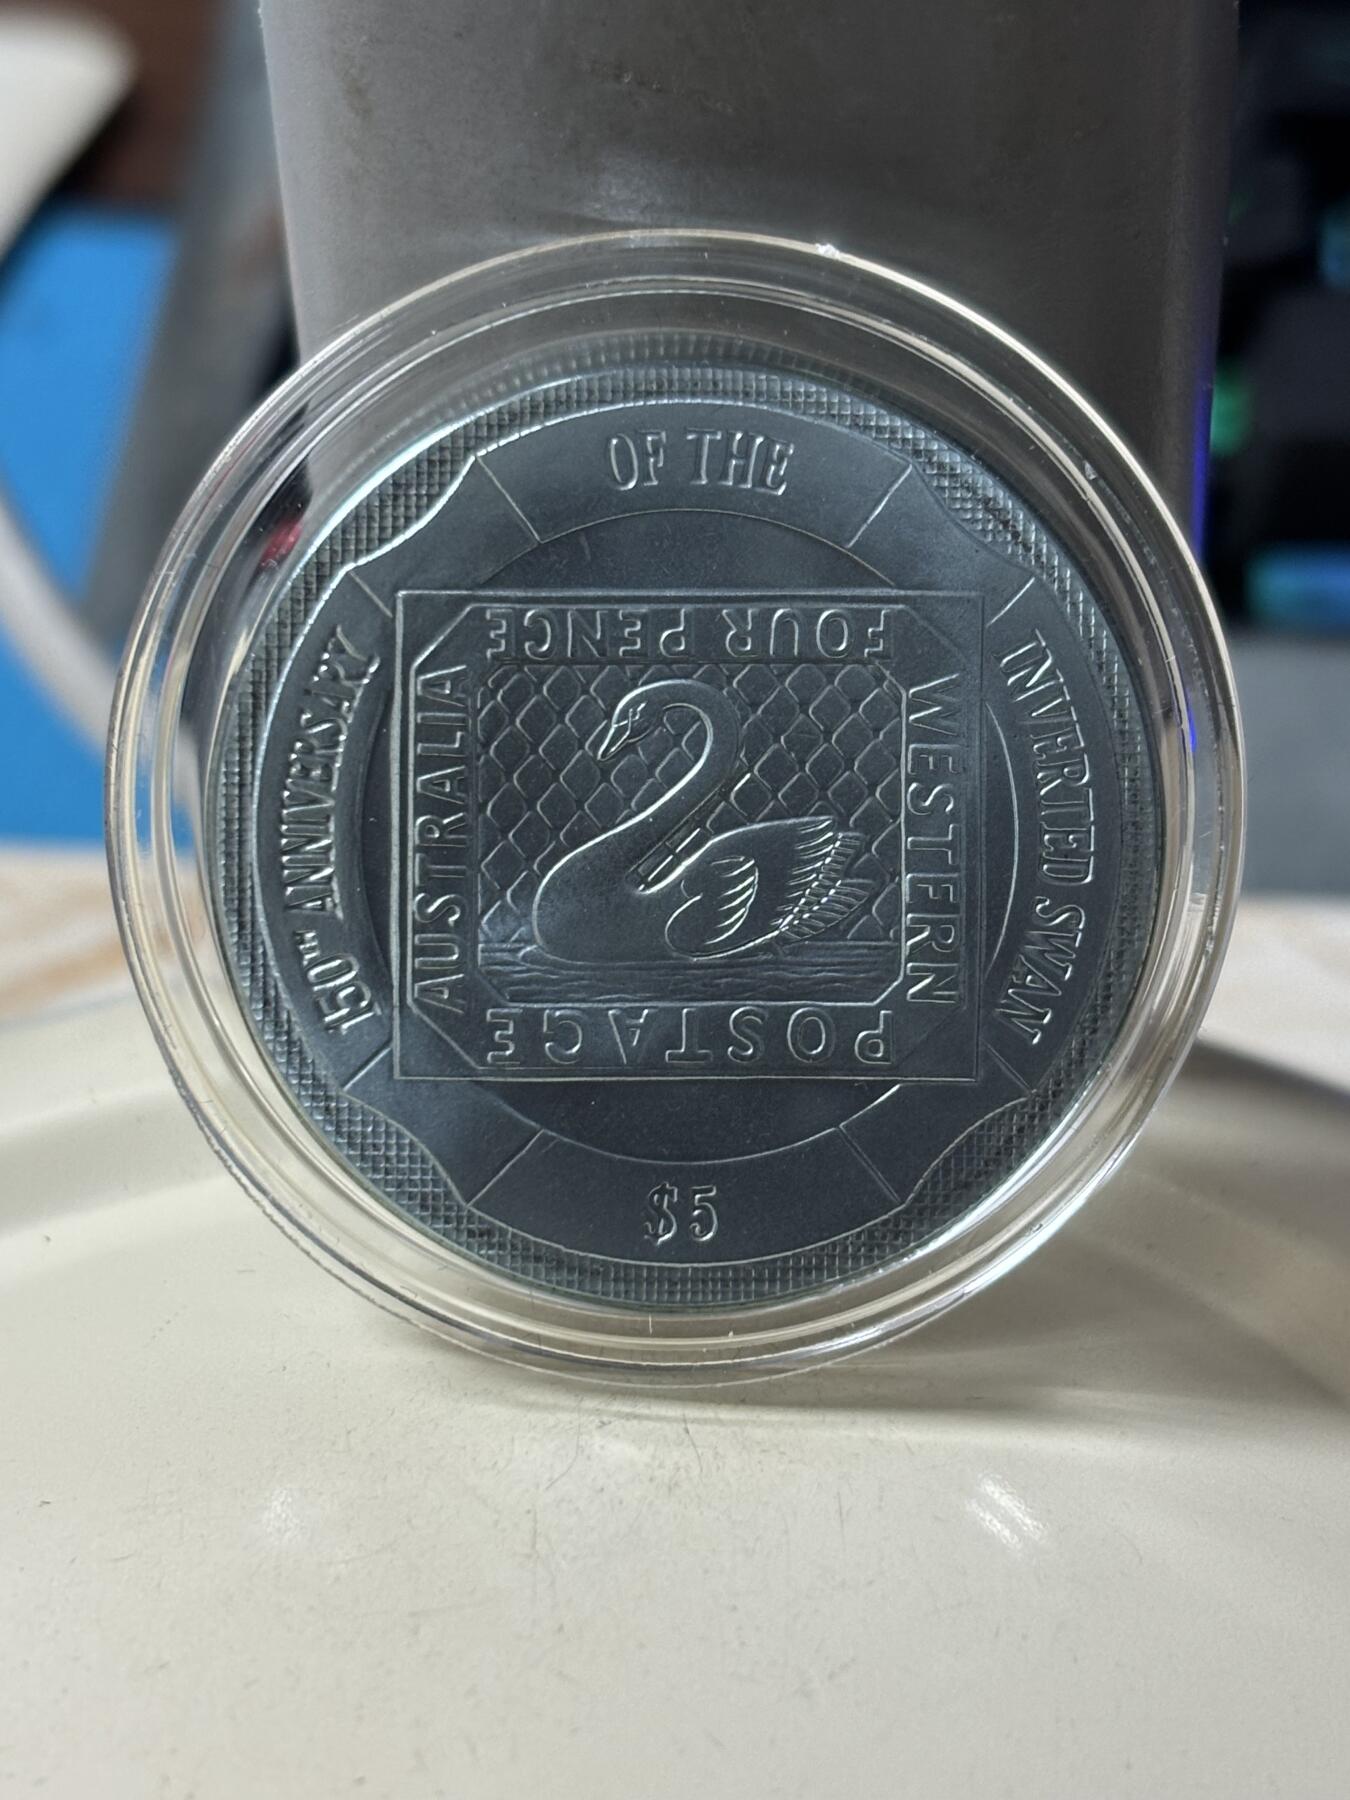 150TH ANNIVERSARY
OF THE
INVERTED SWAN
FOUR PENCE
AUSTRALIA
WESTERN
POSTAGE
$5